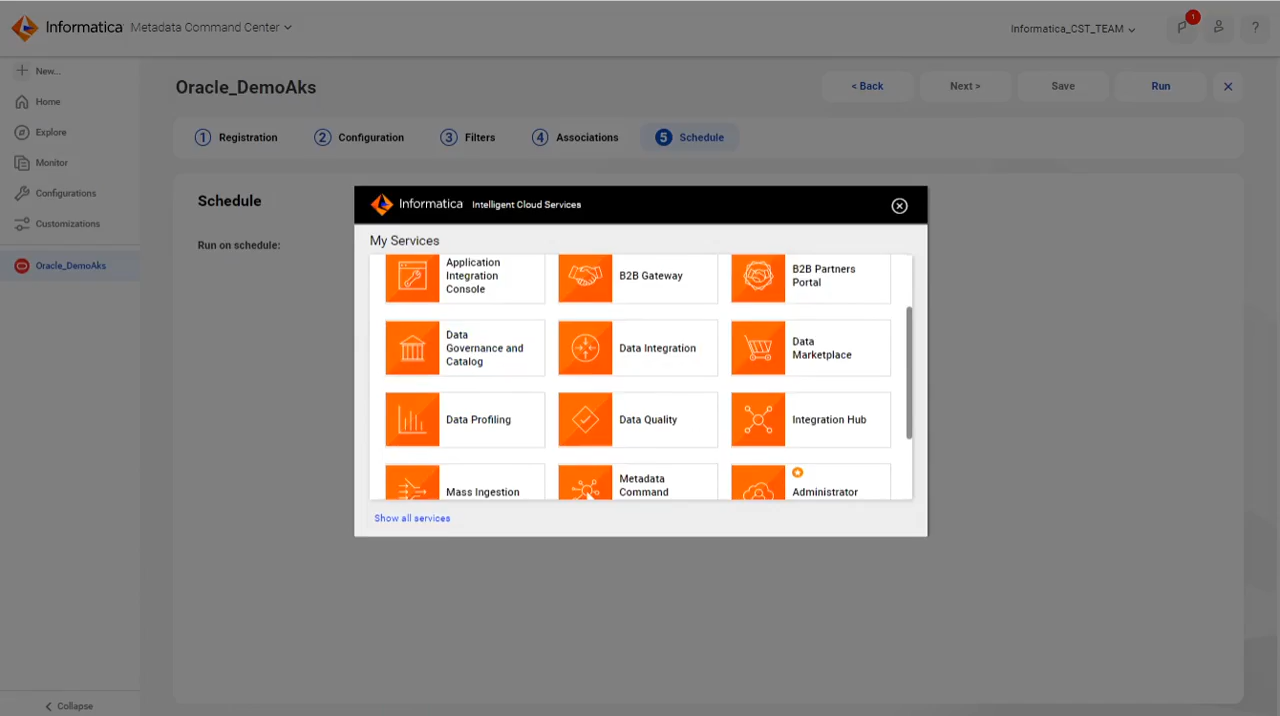 Informatica Metadata Command Center
Informatica_CST_TEAM
1
?
New...
Home
Explore
Monitor
Configurations
Customizations
Oracle_DemoAks
Collapse
Oracle_DemoAks
< Back
Next >
Save
Run
1 Registration
2 Configuration
3 Filters
4 Associations
5 Schedule
Schedule
Run on schedule:
Informatica Intelligent Cloud Services
My Services
Application
Integration
Console
B2B Gateway
B2B Partners
Portal
Data
Governance and
Catalog
Data Integration
Data
Marketplace
Data Profiling
Data Quality
Integration Hub
Mass Ingestion
Metadata
Command
Administrator
Show all services